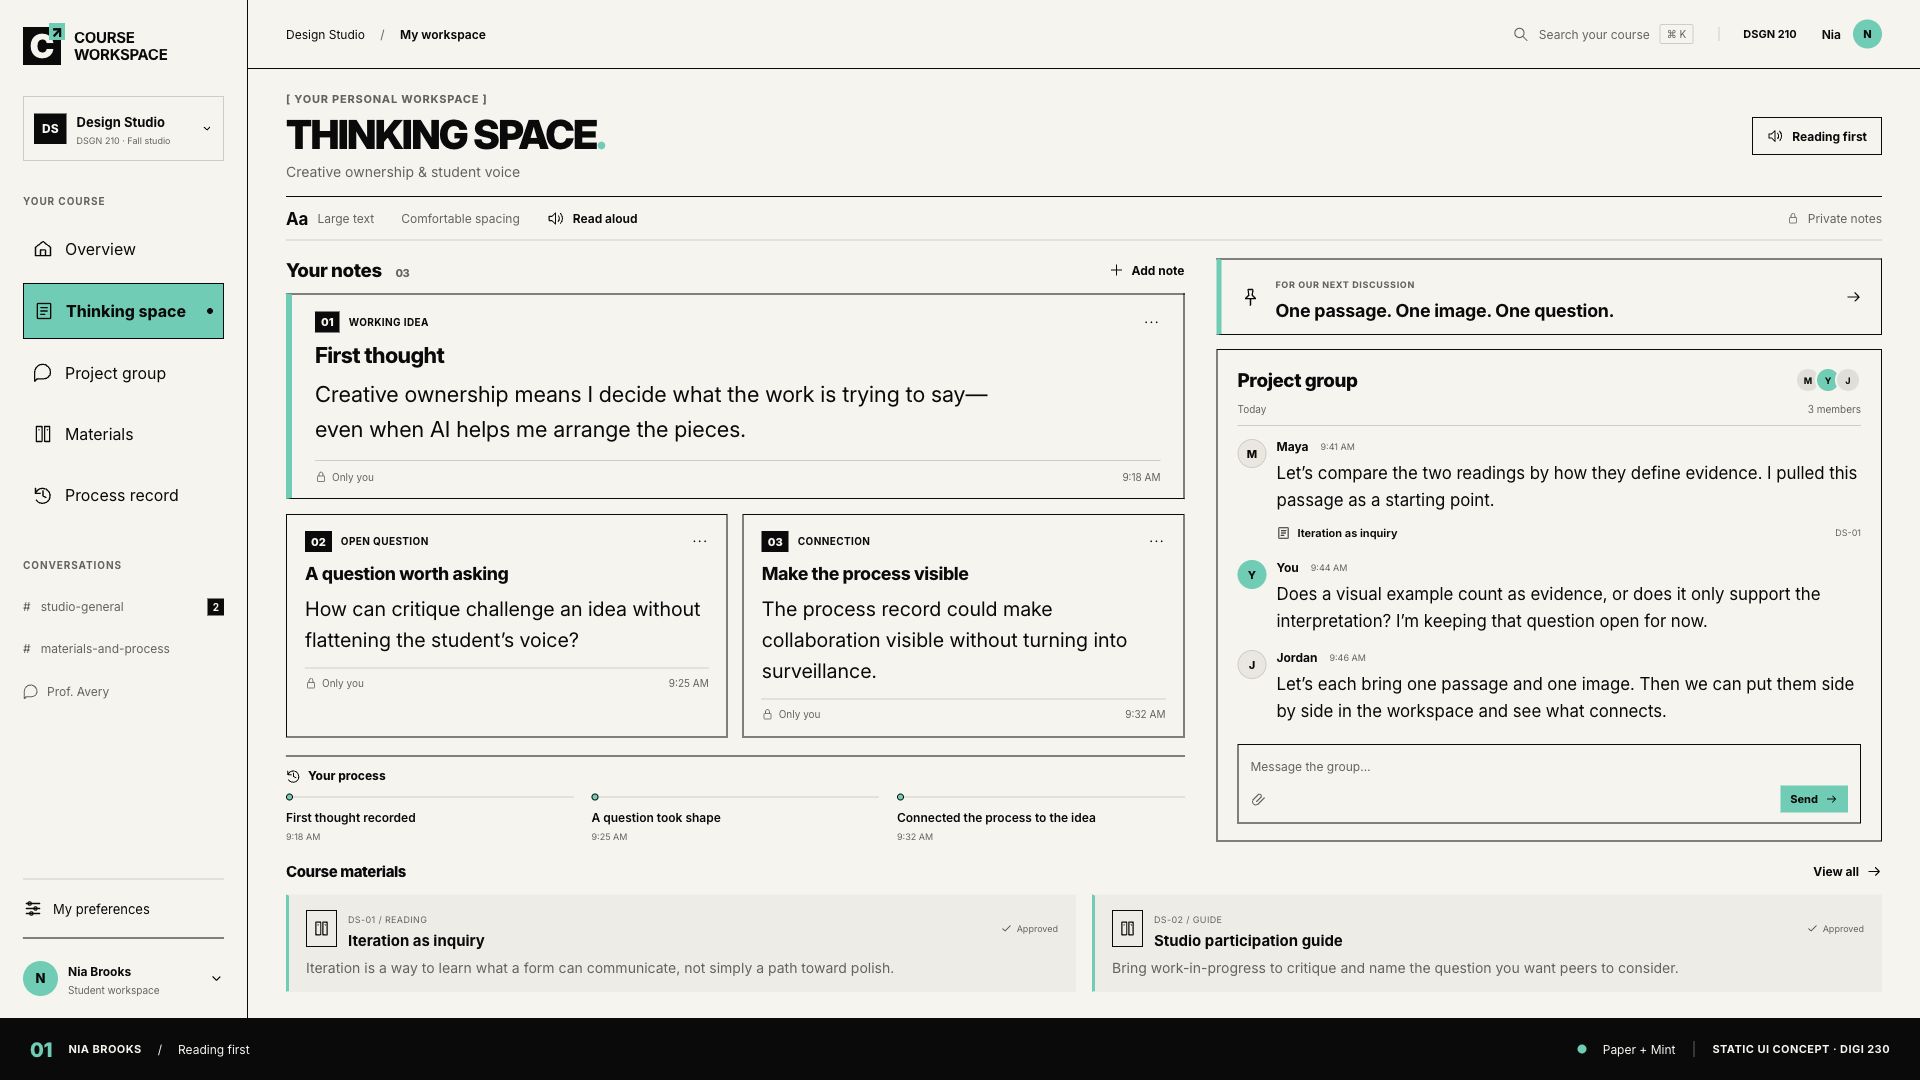 C
COURSE
WORKSPACE
DS
Design Studio
DSGN 210 · Fall studio
YOUR COURSE
Overview
Thinking space
Project group
Materials
Process record
CONVERSATIONS
# studio-general 2
# materials-and-process
Prof. Avery
My preferences
N
Nia Brooks
Student workspace
Design Studio / My workspace
Search your course ⌘ K
DSGN 210
Nia N
[ YOUR PERSONAL WORKSPACE ]
THINKING SPACE.
Creative ownership & student voice
Reading first
Aa Large text Comfortable spacing Read aloud
Private notes
Your notes 03
Add note
01 WORKING IDEA ...
First thought
Creative ownership means I decide what the work is trying to say—
even when AI helps me arrange the pieces.
Only you 9:18 AM
02 OPEN QUESTION ...
A question worth asking
How can critique challenge an idea without
flattening the student’s voice?
Only you 9:25 AM
03 CONNECTION ...
Make the process visible
The process record could make
collaboration visible without turning into
surveillance.
Only you 9:32 AM
Your process
First thought recorded
9:18 AM
A question took shape
9:25 AM
Connected the process to the idea
9:32 AM
FOR OUR NEXT DISCUSSION
One passage. One image. One question.
Project group
M Y J
Today 3 members
M
Maya 9:41 AM
Let’s compare the two readings by how they define evidence. I pulled this
passage as a starting point.
Iteration as inquiry DS-01
Y
You 9:44 AM
Does a visual example count as evidence, or does it only support the
interpretation? I’m keeping that question open for now.
J
Jordan 9:46 AM
Let’s each bring one passage and one image. Then we can put them side
by side in the workspace and see what connects.
Message the group…
Send
Course materials
View all
DS-01 / READING
Iteration as inquiry
Approved
Iteration is a way to learn what a form can communicate, not simply a path toward polish.
DS-02 / GUIDE
Studio participation guide
Approved
Bring work-in-progress to critique and name the question you want peers to consider.
01 NIA BROOKS / Reading first
Paper + Mint
STATIC UI CONCEPT · DIGI 230